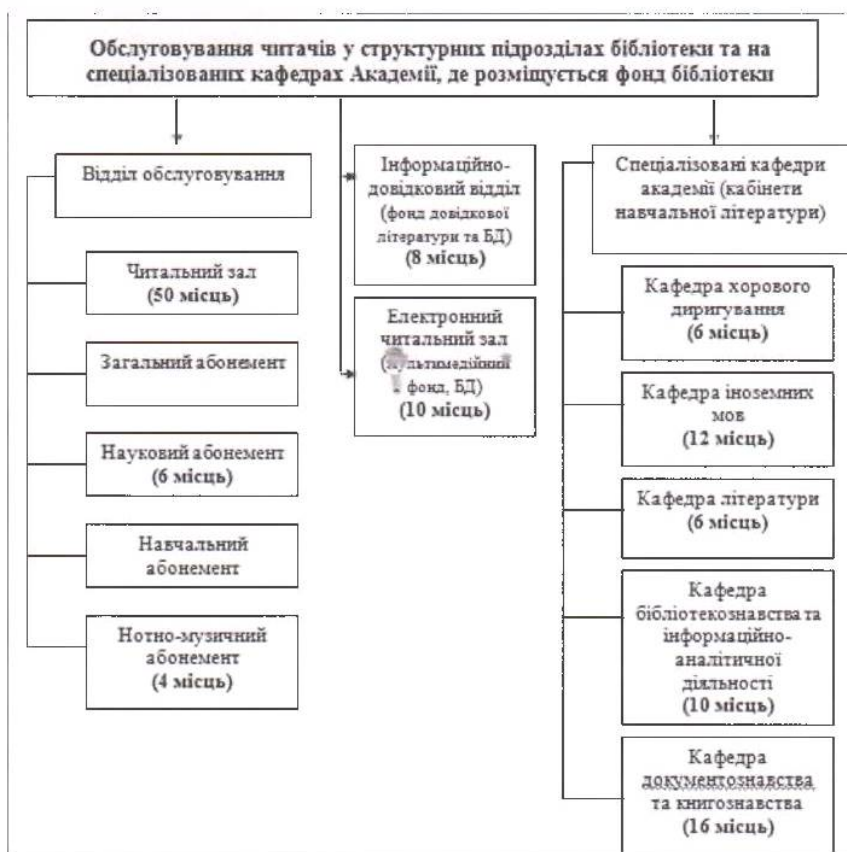 Обслуговування читачів у структурних підрозділах бібліотеки та на
спеціалізованих кафедрах Академії, де розміщується фонд бібліотеки
Відділ обслуговування
Читальний зал
(50 місць)
Загальний абонемент
Науковий абонемент
(6 місць)
Навчальний
абонемент
Нотно-музичний
абонемент
(4 місць)
Інформаційно-
довідковий відділ
(фонд довідкової
літератури та БД)
(8 місць)
Електронний
читальний зал
(мультимедійний
фонд, БД)
(10 місць)
Спеціалізовані кафедри
академії (кабінети
навчальної літератури)
Кафедра хорового
диригування
(6 місць)
Кафедра іноземних
мов
(12 місць)
Кафедра літератури
(6 місць)
Кафедра
бібліотекознавства та
інформаційно-
аналітичної
діяльності
(10 місць)
Кафедра
документознавства
та книгознавства
(16 місць)